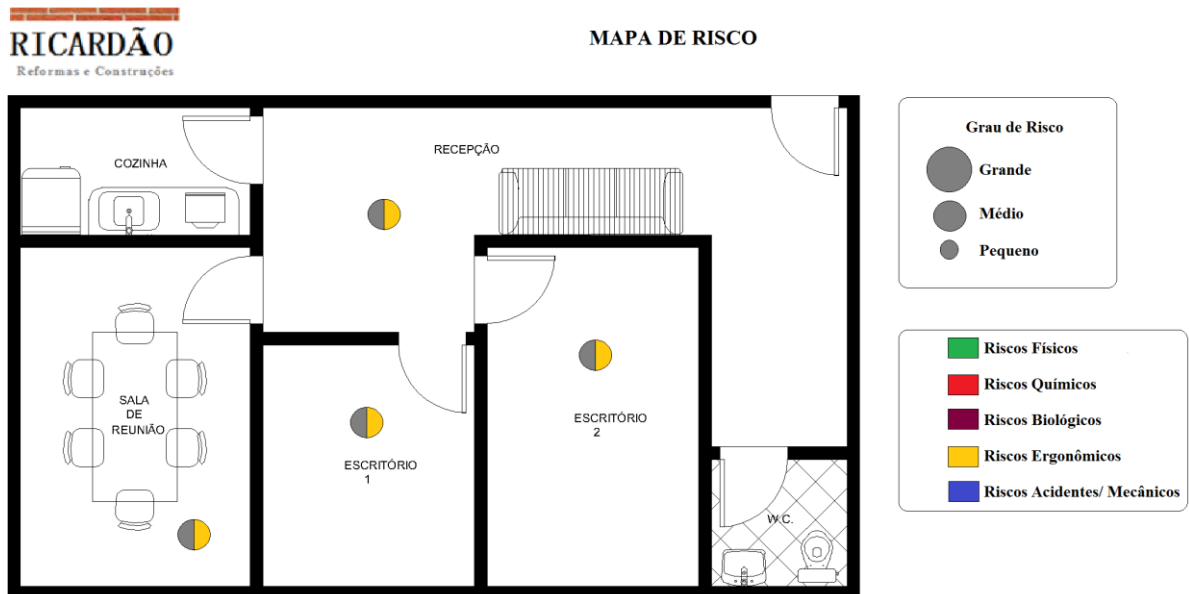 RICARDÃO
Reformas e Construções
MAPA DE RISCO
COZINHA
RECEPÇÃO
SALA
DE
REUNIÃO
ESCRITÓRIO
1
ESCRITÓRIO
2
W.C.
Grau de Risco
Grande
Médio
Pequeno
Riscos Físicos
Riscos Químicos
Riscos Biológicos
Riscos Ergonômicos
Riscos Acidentes/ Mecânicos